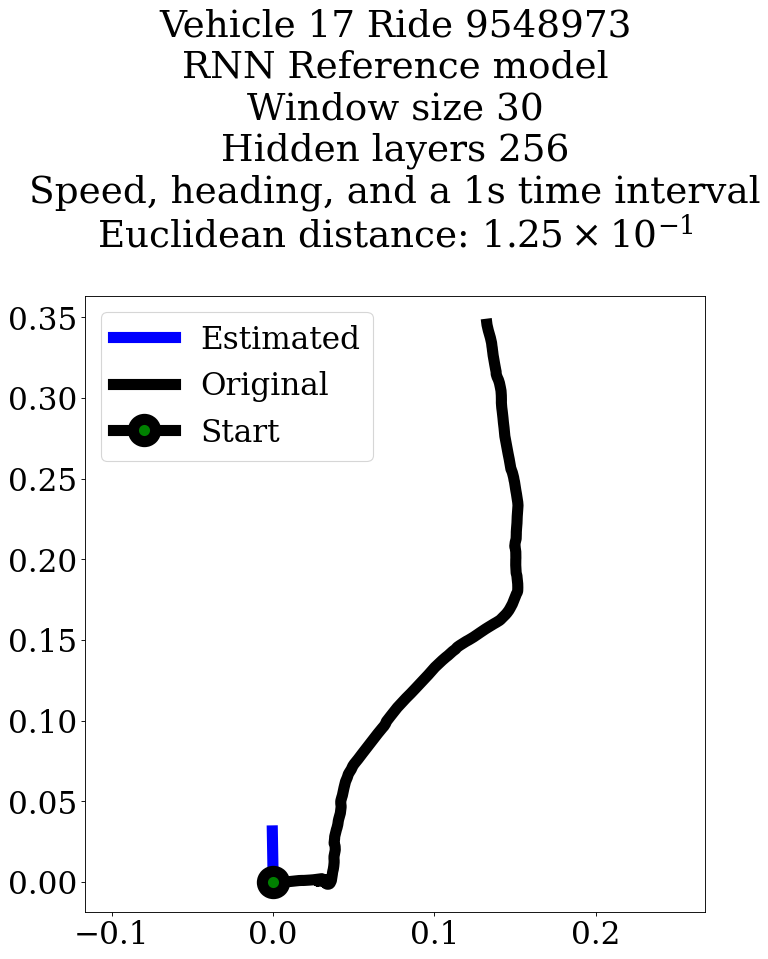 Vehicle 17 Ride 9548973
RNN Reference model
Window size 30
Hidden layers 256
Speed, heading, and a 1s time interval
Euclidean distance: 1.25 × 10⁻¹
Estimated
Original
Start
0.35
0.30
0.25
0.20
0.15
0.10
0.05
0.00
−0.1 0.0 0.1 0.2